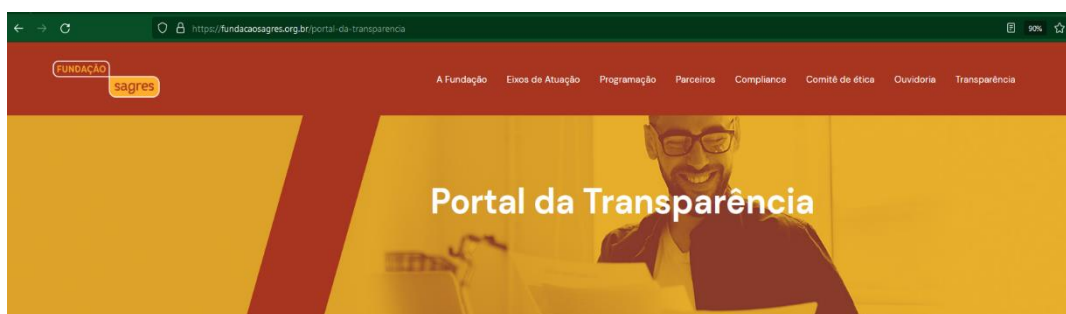 https://fundacaosagres.org.br/portal-da-transparencia
90%
FUNDAÇÃO
sagres
A Fundação Eixos de Atuação Programação Parceiros Compliance Comitê de ética Ouvidoria Transparência
Portal da Transparência